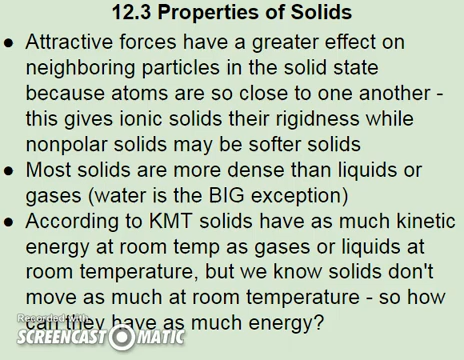 12.3 Properties of Solids
● Attractive forces have a greater effect on
neighboring particles in the solid state
because atoms are so close to one another -
this gives ionic solids their rigidness while
nonpolar solids may be softer solids
● Most solids are more dense than liquids or
gases (water is the BIG exception)
● According to KMT solids have as much kinetic
energy at room temp as gases or liquids at
room temperature, but we know solids don't
move as much at room temperature - so how
can they have as much energy?
Recorded with
SCREENCAST MATIC